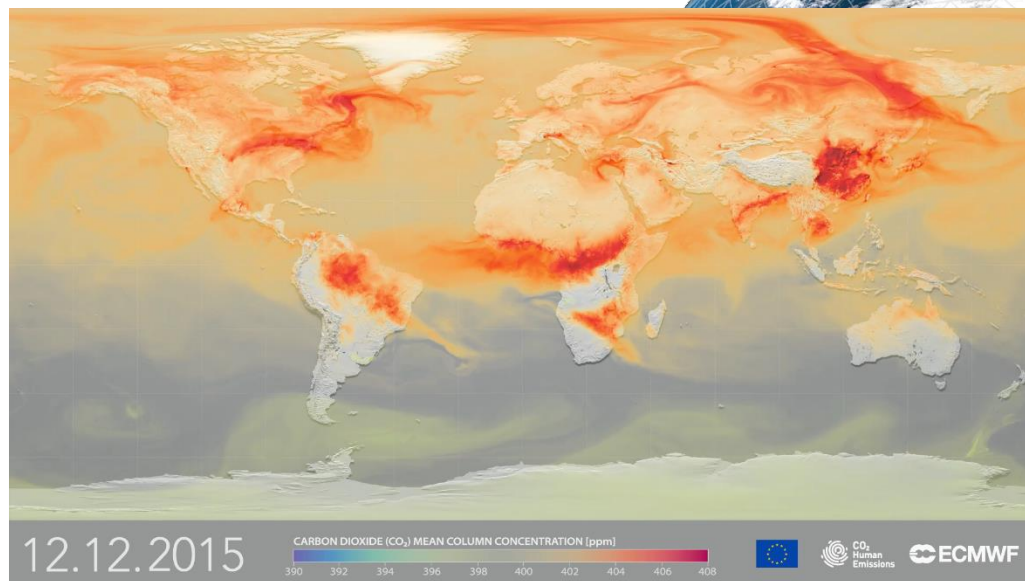 12.12.2015
CARBON DIOXIDE (CO₂) MEAN COLUMN CONCENTRATION [ppm]
390 392 394 396 398 400 402 404 406 408
CO₂
Human
Emissions
ECMWF